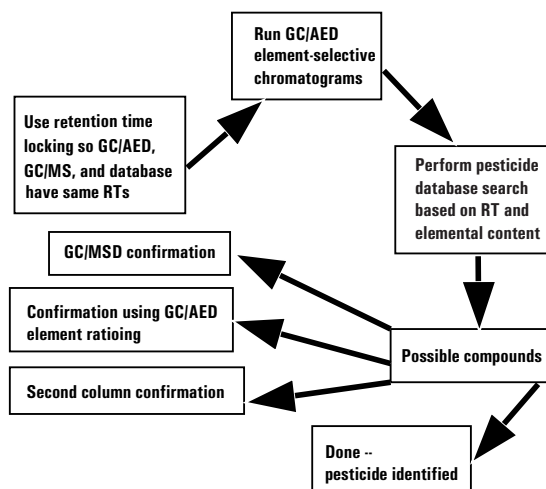 Use retention time
locking so GC/AED,
GC/MS, and database
have same RTs
Run GC/AED
element-selective
chromatograms
Perform pesticide
database search
based on RT and
elemental content
Possible compounds
GC/MSD confirmation
Confirmation using GC/AED
element ratioing
Second column confirmation
Done --
pesticide identified